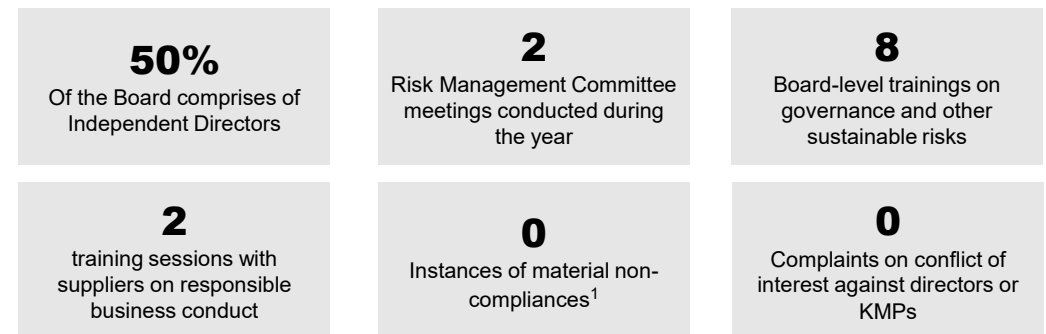 50%
Of the Board comprises of
Independent Directors
2
Risk Management Committee
meetings conducted during
the year
8
Board-level trainings on
governance and other
sustainable risks
2
training sessions with
suppliers on responsible
business conduct
0
Instances of material non-
compliances1
0
Complaints on conflict of
interest against directors or
KMPs